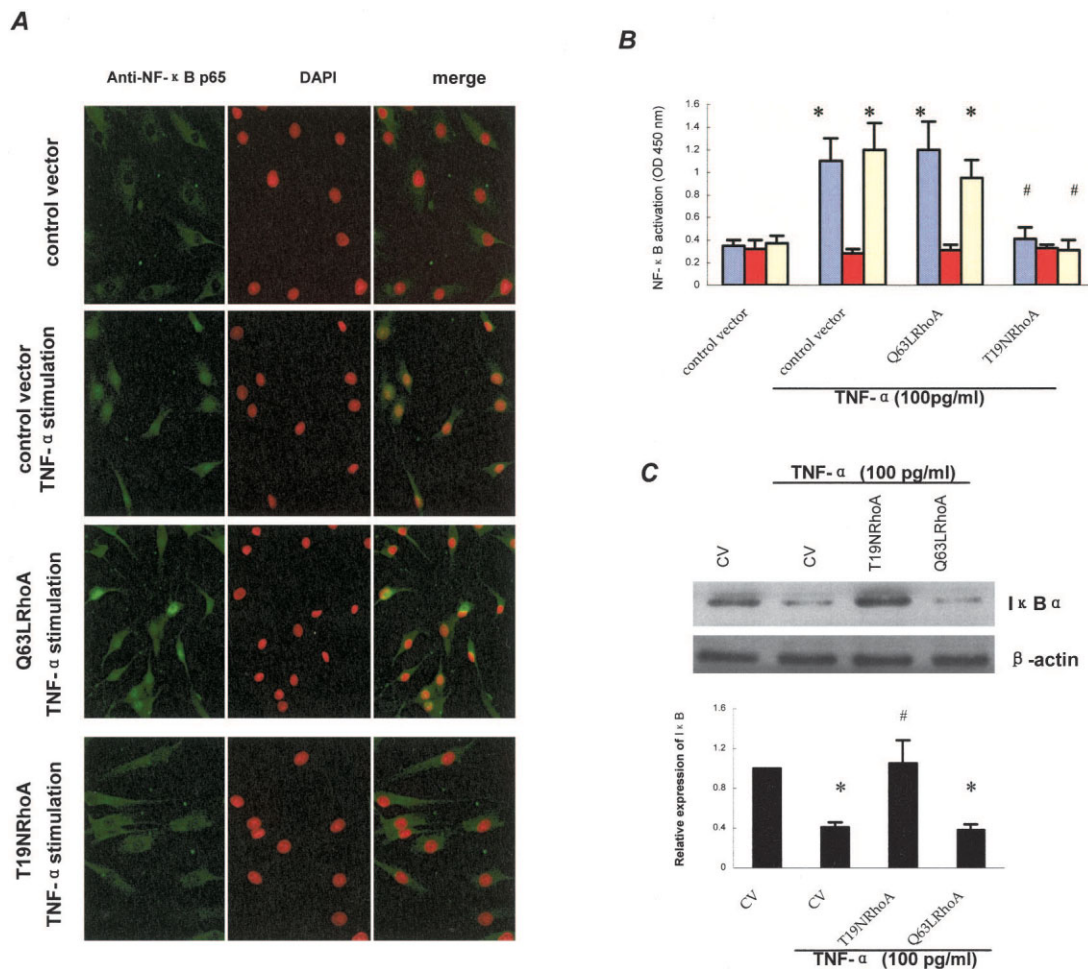 A
Anti-NF-κ B p65 DAPI merge
control vector
control vector
TNF-α stimulation
Q63LRhoA
TNF-α stimulation
T19NRhoA
TNF-α stimulation
B
NF-κ B activation (OD 450 nm)
1.6
1.4
1.2
1
0.8
0.6
0.4
0.2
0
* * * * # #
control vector control vector Q63LRhoA T19NRhoA
TNF-α (100pg/ml)
C
TNF-α (100 pg/ml)
CV CV T19NRhoA Q63LRhoA
Iκ B α
β-actin
Relative expression of Iκ B
1.6
1.2
0.8
0.4
0
* # *
CV CV T19NRhoA Q63LRhoA
TNF-α (100 pg/ml)